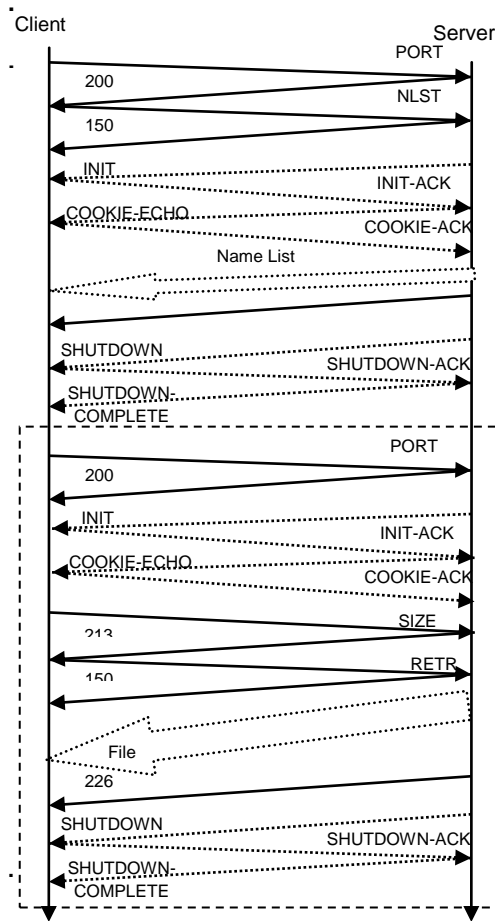 Client
Server
PORT
200
NLST
150
INIT
INIT-ACK
COOKIE-ECHO
COOKIE-ACK
Name List
SHUTDOWN
SHUTDOWN-ACK
SHUTDOWN-
COMPLETE
PORT
200
INIT
INIT-ACK
COOKIE-ECHO
COOKIE-ACK
SIZE
213
RETR
150
File
226
SHUTDOWN
SHUTDOWN-ACK
SHUTDOWN-
COMPLETE